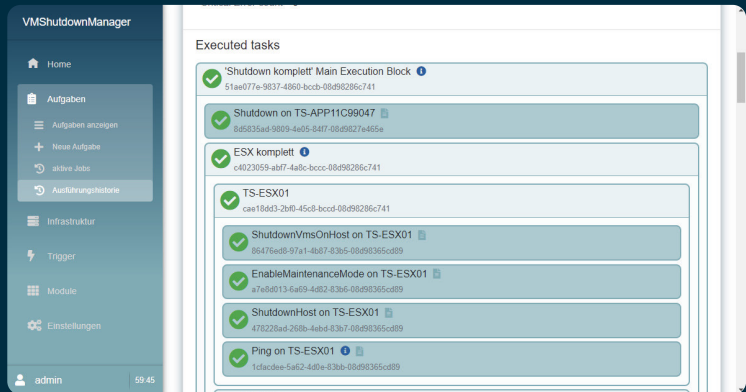 VMShutdownManager
Home
Aufgaben
Aufgaben anzeigen
Neue Aufgabe
aktive Jobs
Ausführungshistorie
Infrastruktur
Trigger
Module
Einstellungen
admin
59:45
Executed tasks
'Shutdown komplett' Main Execution Block
51ae077e-9837-4860-bccb-08d98286c741
Shutdown on TS-APP11C99047
8d5835ad-9809-4e05-84f7-08d9827e465e
ESX komplett
c4023059-abf7-4a8c-bccc-08d98286c741
TS-ESX01
cae18dd3-2bf0-45c8-bccd-08d98286c741
ShutdownVmsOnHost on TS-ESX01
86476ed8-97a1-4b87-83b5-08d98365cd89
EnableMaintenanceMode on TS-ESX01
a7e8d013-6a69-4d82-83b6-08d98365cd89
ShutdownHost on TS-ESX01
478228ad-268b-4ebd-83b7-08d98365cd89
Ping on TS-ESX01
1cfacdee-5a62-4d0e-83bb-08d98365cd89